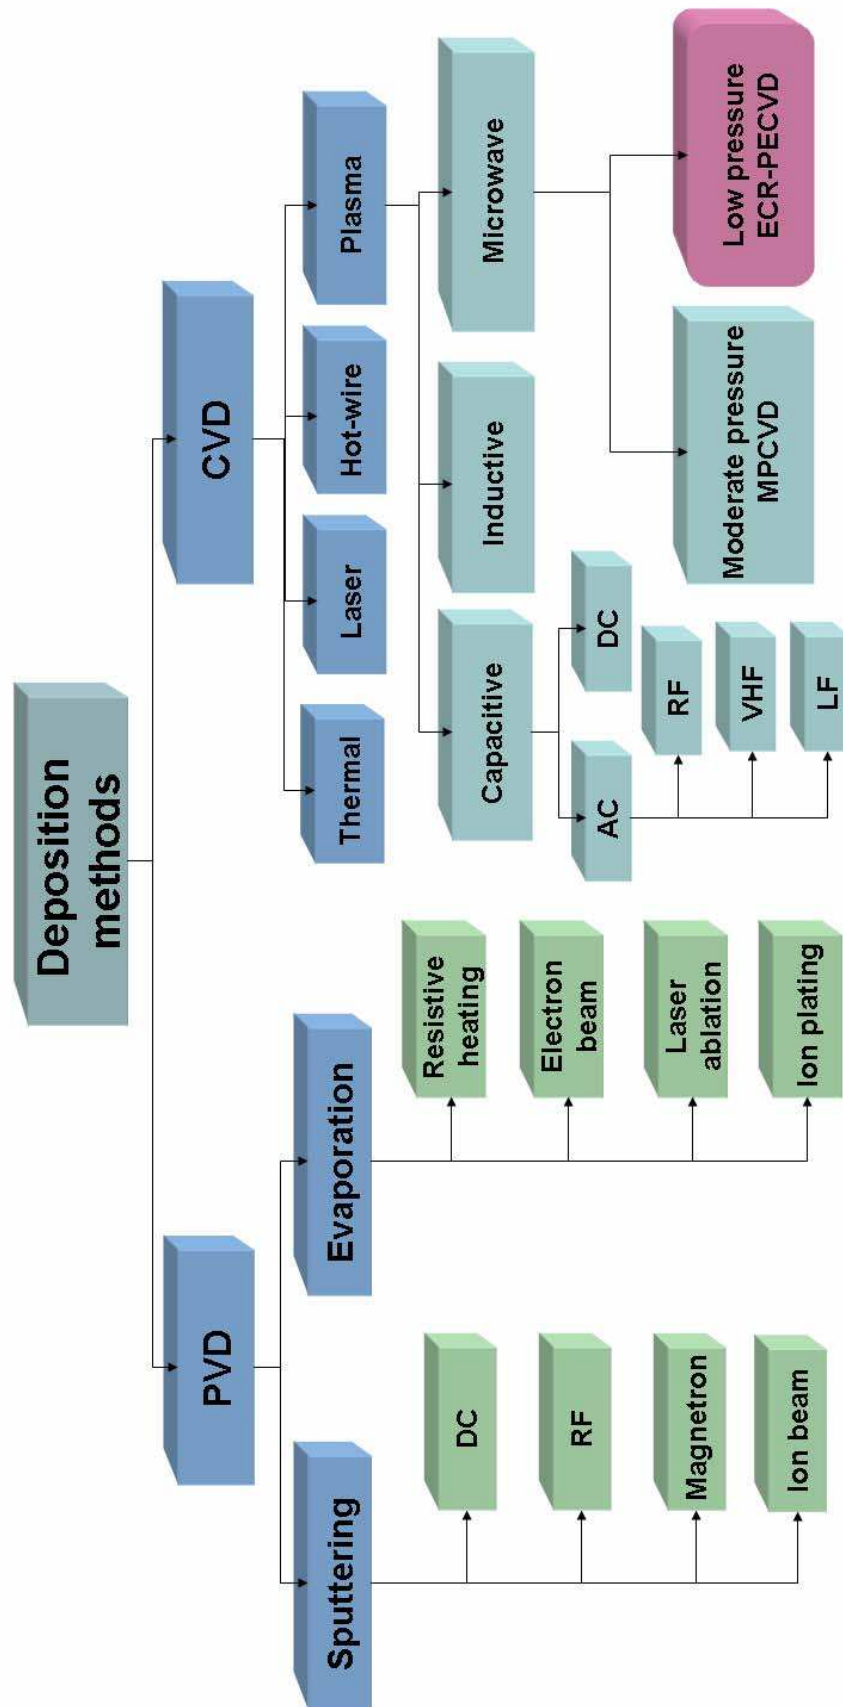 Deposition
methods
PVD
CVD
Sputtering
Evaporation
Thermal
Laser
Hot-wire
Plasma
DC
RF
Magnetron
Ion beam
Resistive
heating
Electron
beam
Laser
ablation
Ion plating
Capacitive
Inductive
Microwave
AC
DC
RF
VHF
LF
Moderate pressure
MPCVD
Low pressure
ECR-PECVD